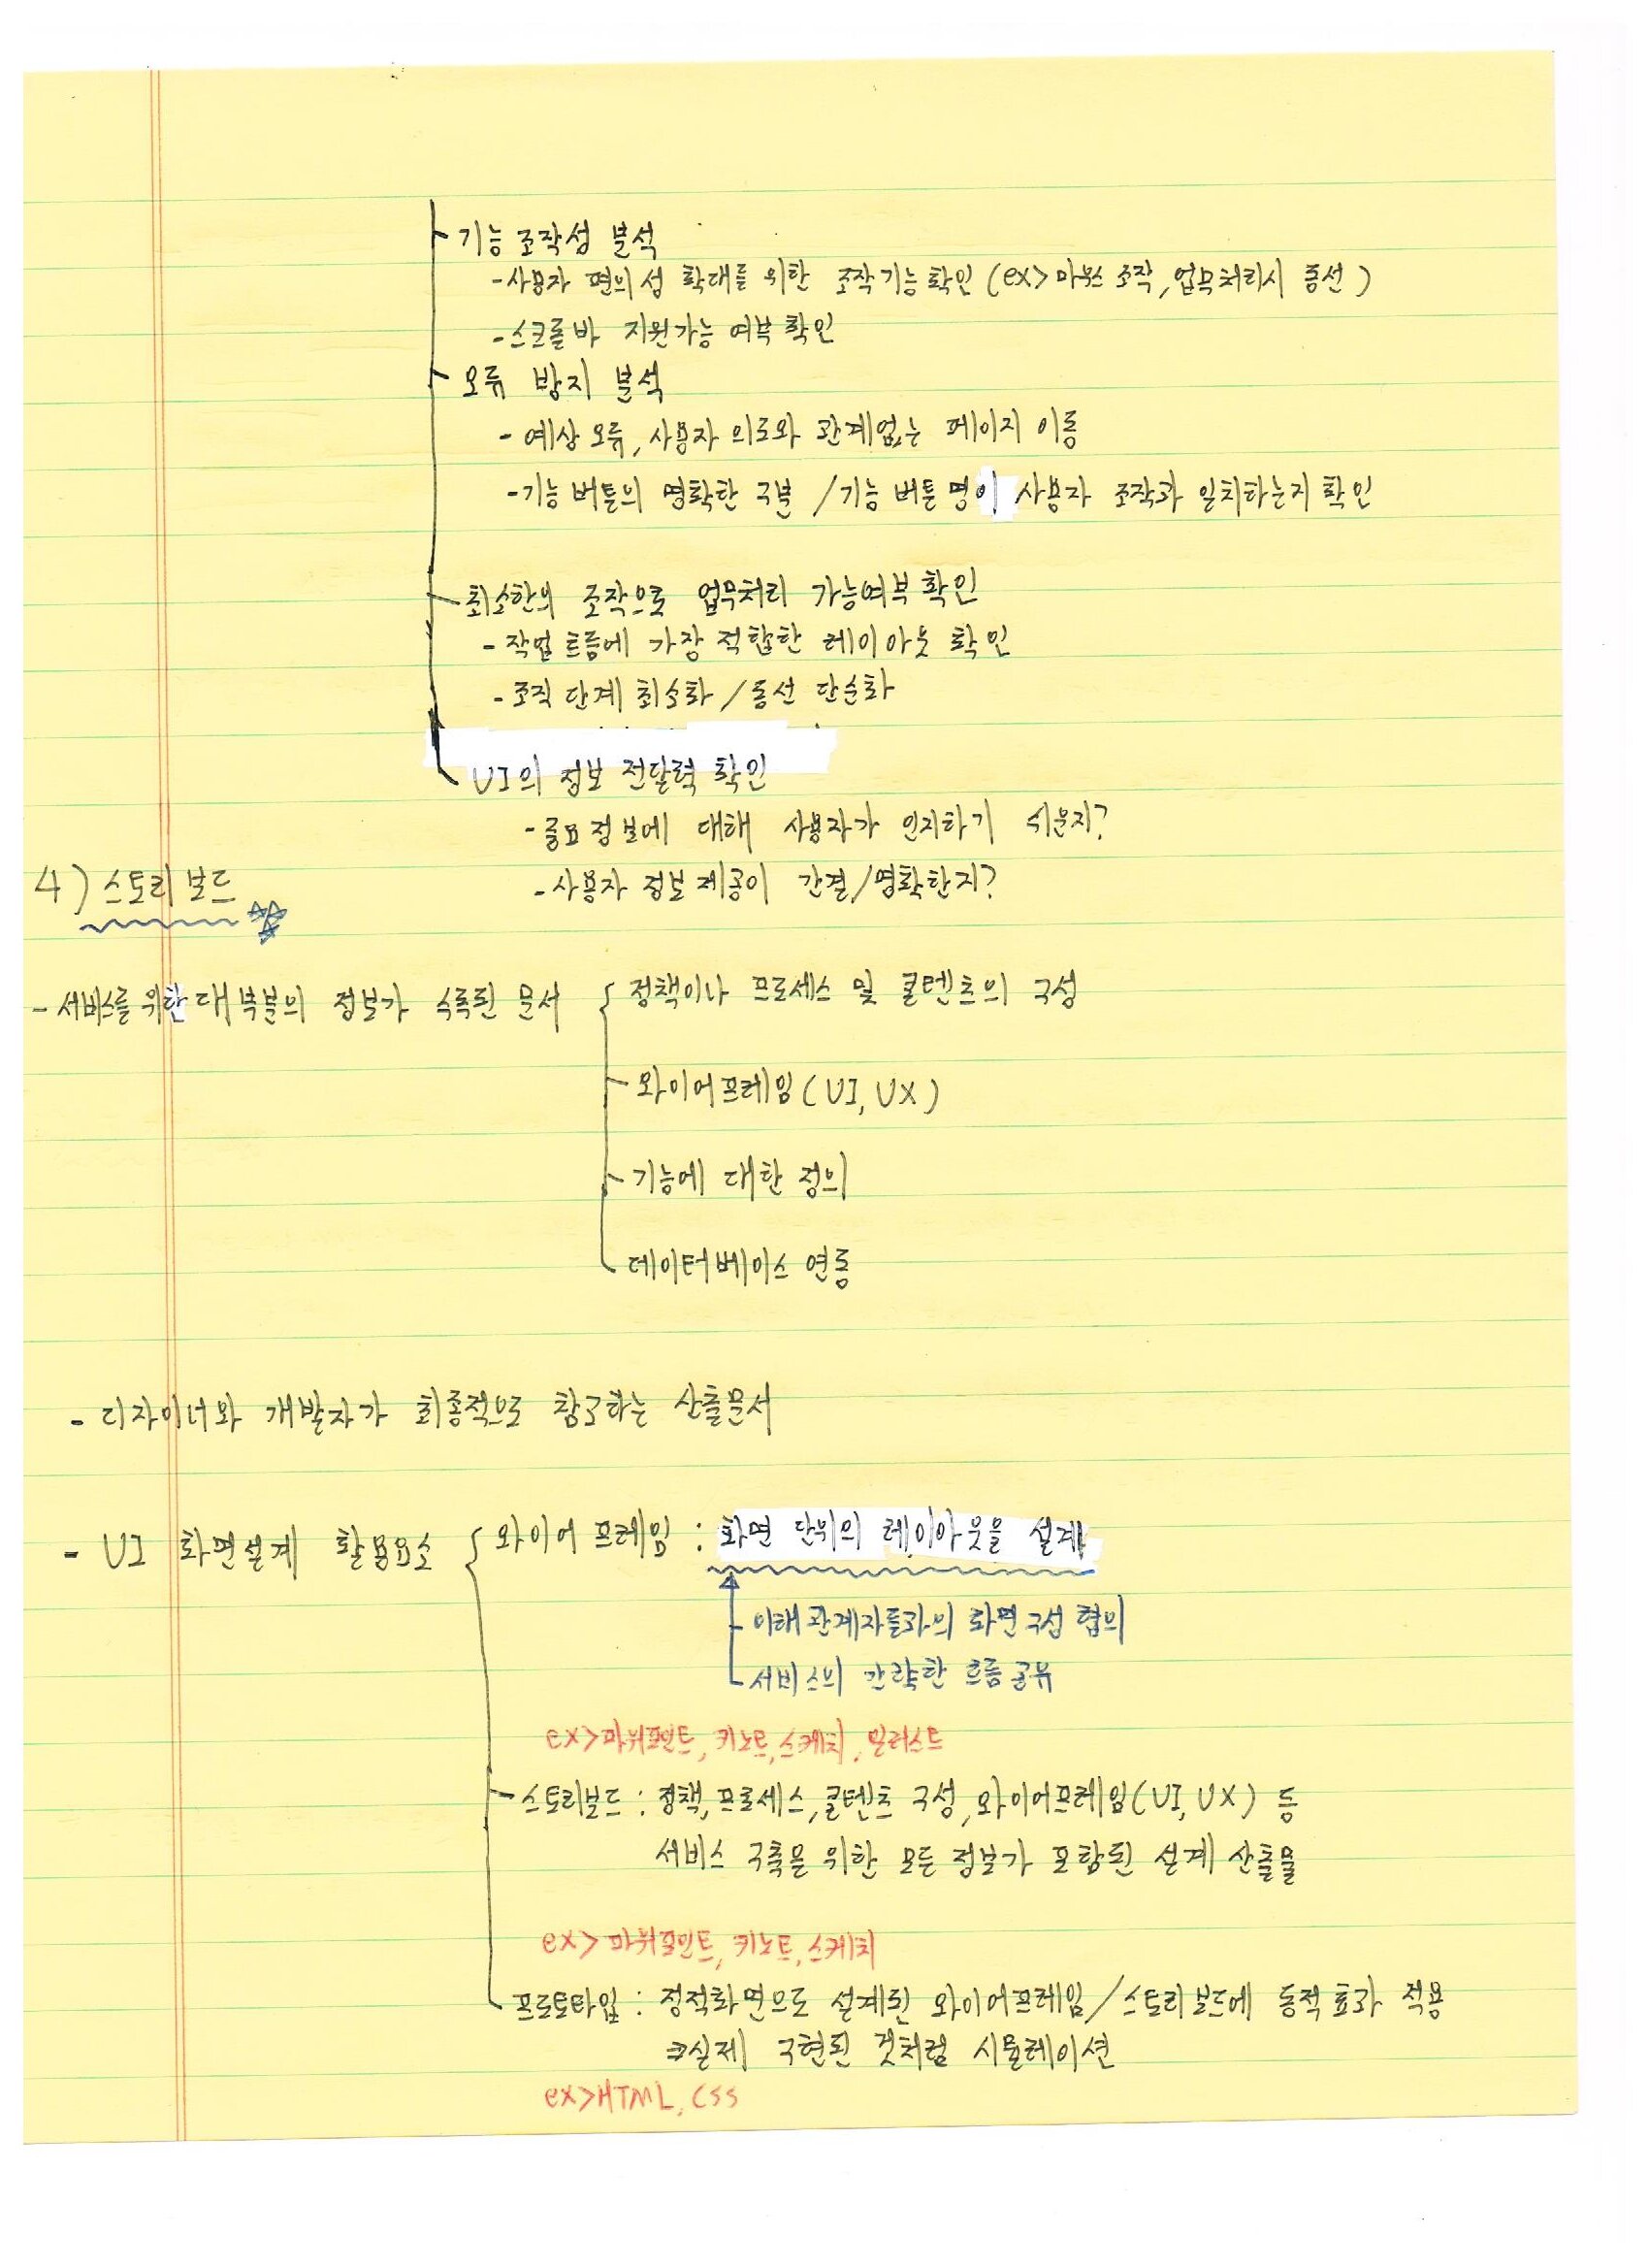 기능 조작성 분석
-사용자 편의성 확대를 위한 조작기능확인 (ex>마우스 조작, 업무처리시 동선)
-스크롤바 지원가능여부 확인
오류 방지 분석
- 예상오류, 사용자 의도와 관계없는 페이지 이동
-기능버튼의 명확한 구분 / 기능 버튼 명이 사용자 조작과 일치하는지 확인
최소한의 조작으로 업무처리 가능여부 확인
- 작업 흐름에 가장 적합한 레이아웃 확인
- 조작 단계 최소화 / 동선 단순화
UI의 정보 전달력 확인
-중요정보에 대해 사용자가 인지하기 쉬운지?
-사용자 정보제공이 간결/명확한지?
4) 스토리보드
- 서비스를 위한 대부분의 정보가 수록된 문서
정책이나 프로세스 및 콘텐츠의 구성
와이어프레임(UI, UX)
기능에 대한 정의
데이터베이스 연동
- 디자이너와 개발자가 최종적으로 참고하는 산출문서
- UI 화면설계 활용요소
와이어 프레임 : 화면 단위의 레이아웃을 설계
이해관계자들과의 화면구성 협의
서비스의 간략한 흐름공유
ex>파워포인트, 키노트, 스케치, 일러스트
스토리보드 : 정책, 프로세스, 콘텐츠 구성, 와이어프레임(UI, UX) 등
서비스 구축을 위한 모든 정보가 포함된 설계 산출물
ex> 파워포인트, 키노트, 스케치
프로토타입 : 정적화면으로 설계된 와이어프레임/스토리보드에 동적효과 적용
⇒실제 구현된 것처럼 시뮬레이션
ex>HTML, CSS